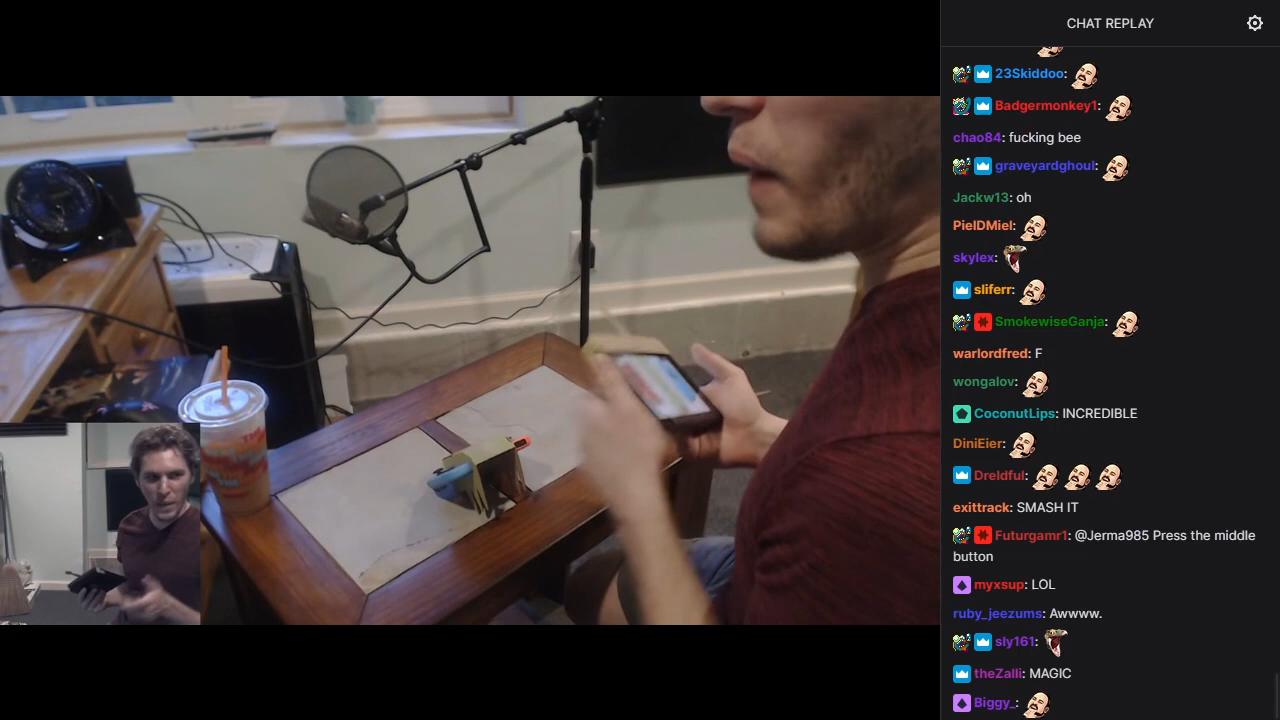 CHAT REPLAY
23Skiddoo:
Badgermonkey1:
chao84: fucking bee
graveyardghoul:
Jackw13: oh
PielDMiel:
skylex:
sliferr:
SmokewiseGanja:
warlordfred: F
wongalov:
CoconutLips: INCREDIBLE
DiniEier:
Dreldful:
exittrack: SMASH IT
Futurgamr1: @Jerma985 Press the middle
button
myxsup: LOL
ruby_jeezums: Awwww.
sly161:
theZalli: MAGIC
Biggy_: